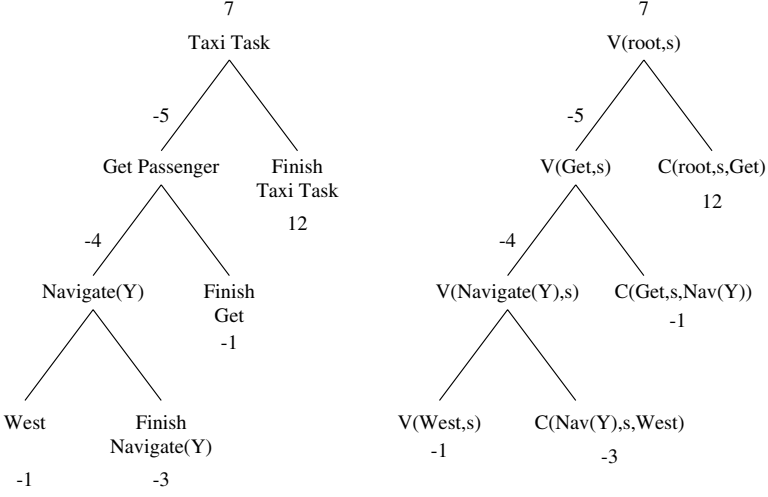 7 7
Taxi Task V(root,s)
-5 -5
Get Passenger Finish V(Get,s) C(root,s,Get)
Taxi Task
12 12
-4 -4
Navigate(Y) Finish V(Navigate(Y),s) C(Get,s,Nav(Y))
Get
-1 -1
West Finish V(West,s) C(Nav(Y),s,West)
Navigate(Y)
-1 -3
-1 -3